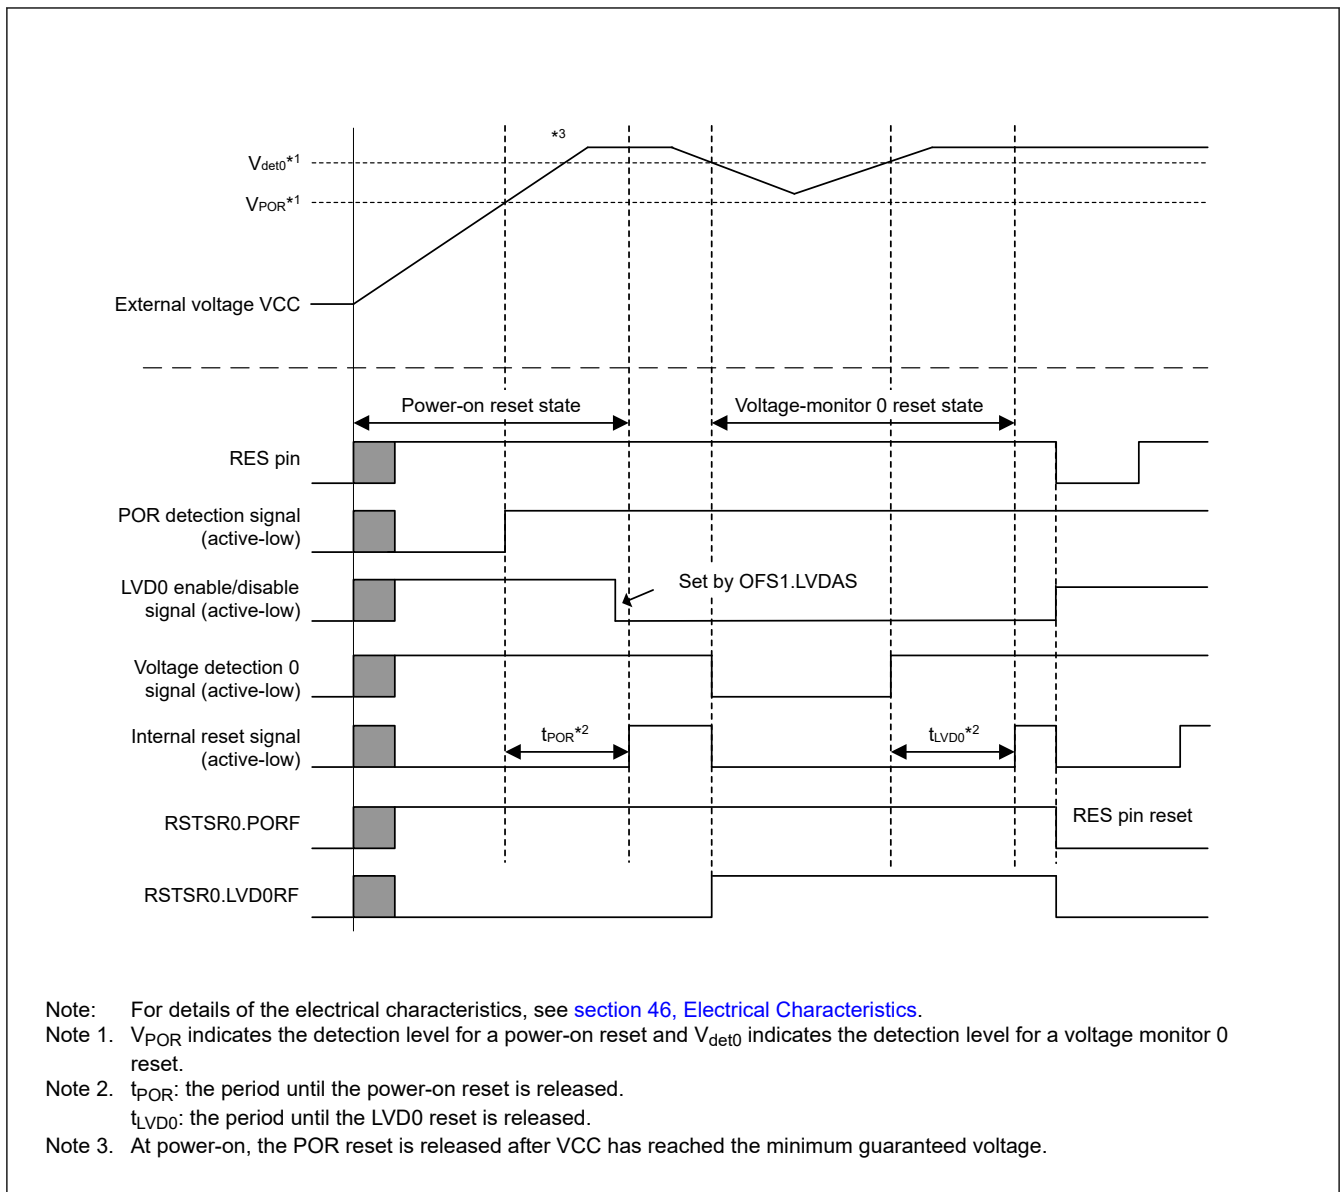 *3
Vdet0*1
VPOR*1
External voltage VCC
Power-on reset state
Voltage-monitor 0 reset state
RES pin
POR detection signal
(active-low)
LVD0 enable/disable
signal (active-low)
Set by OFS1.LVDAS
Voltage detection 0
signal (active-low)
Internal reset signal
(active-low)
tPOR*2
tLVD0*2
RSTSR0.PORF
RES pin reset
RSTSR0.LVD0RF
Note: For details of the electrical characteristics, see section 46, Electrical Characteristics.
Note 1. VPOR indicates the detection level for a power-on reset and Vdet0 indicates the detection level for a voltage monitor 0
reset.
Note 2. tPOR: the period until the power-on reset is released.
tLVD0: the period until the LVD0 reset is released.
Note 3. At power-on, the POR reset is released after VCC has reached the minimum guaranteed voltage.